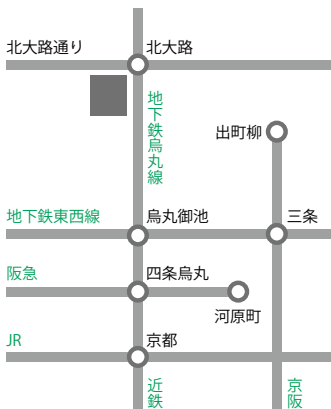 北大路通り
北大路
地下鉄烏丸線
出町柳
地下鉄東西線
烏丸御池
三条
阪急
四条烏丸
河原町
JR
京都
近鉄
京阪